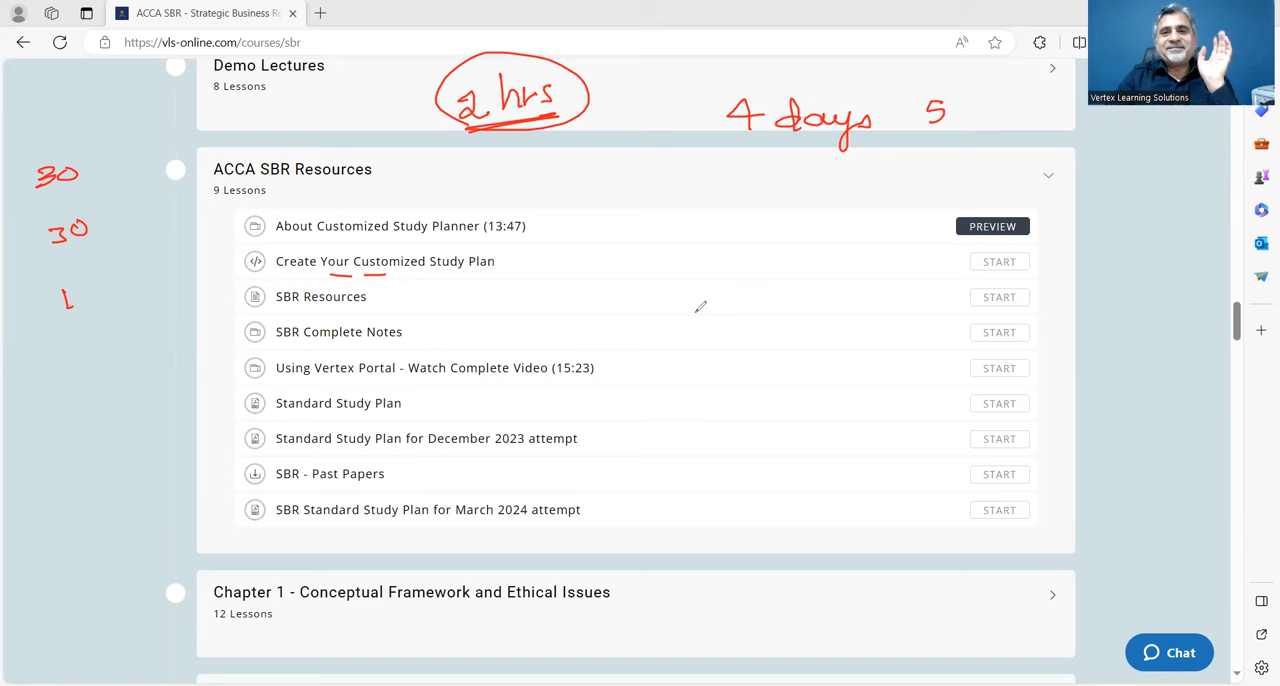 ACCA SBR - Strategic Business Re
https://vls-online.com/courses/sbr
Vertex Learning Solutions
Demo Lectures
8 Lessons
2 hrs
4 days 5
30
30
1
ACCA SBR Resources
9 Lessons
About Customized Study Planner (13:47)
PREVIEW
Create Your Customized Study Plan
START
SBR Resources
START
SBR Complete Notes
START
Using Vertex Portal - Watch Complete Video (15:23)
START
Standard Study Plan
START
Standard Study Plan for December 2023 attempt
START
SBR - Past Papers
START
SBR Standard Study Plan for March 2024 attempt
START
Chapter 1 - Conceptual Framework and Ethical Issues
12 Lessons
Chat